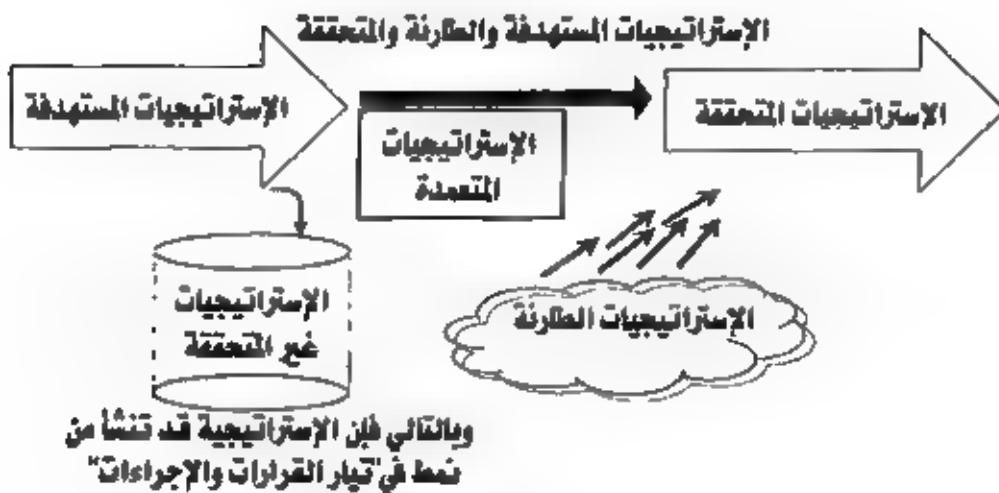 الإستراتيجيات المستهدفة والطارئة والمتحققة
الإستراتيجيات المستهدفة
الإستراتيجيات المتحققة
الإستراتيجيات
المتعمدة
الإستراتيجيات
غير المتحققة
الإستراتيجيات الطارئة
وبالتالي فإن الإستراتيجية قد تنشأ من
نمط في "تيار القرارات والإجراءات"